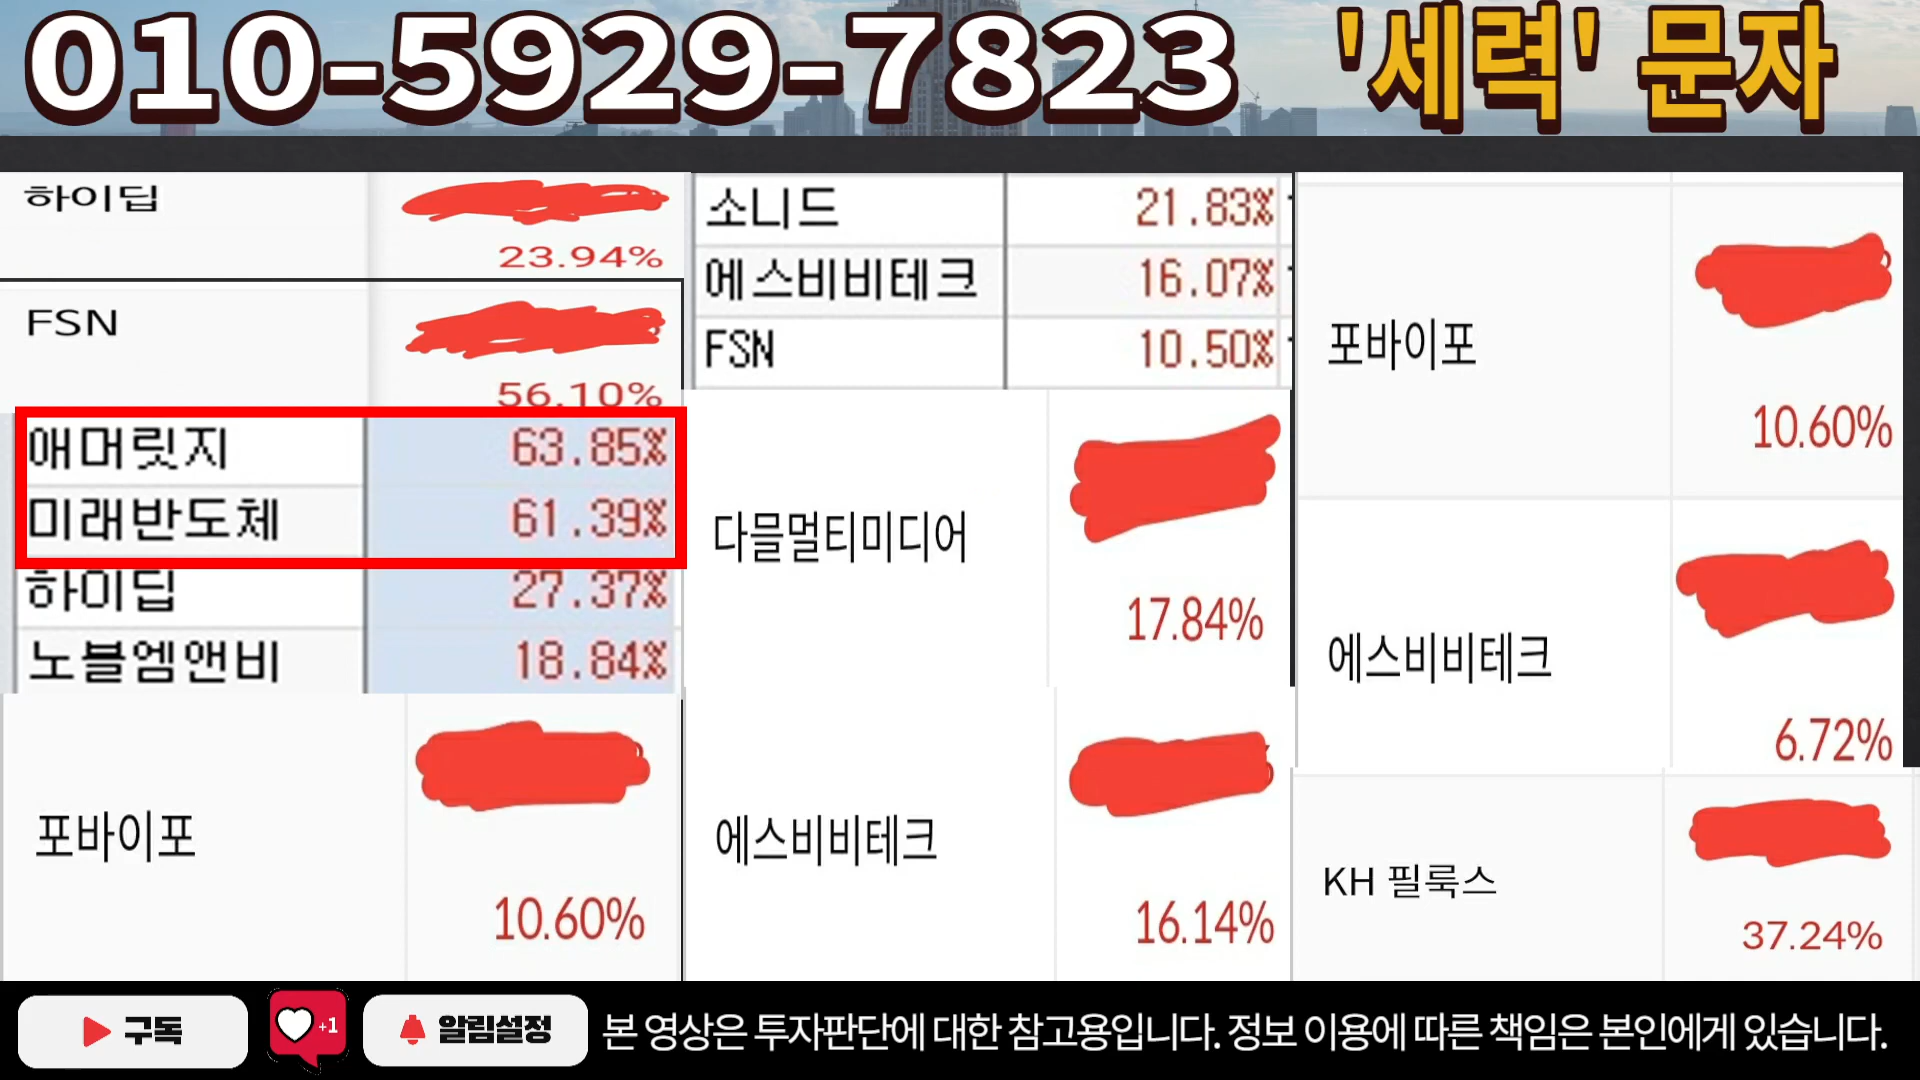 010-5929-7823 '세력' 문자
하이딥
23.94%
FSN
56.10%
애머릿지 63.85%
미래반도체 61.39%
하이딥 27.37%
노블엠앤비 18.84%
포바이포
10.60%
소니드 21.83%
에스비비테크 16.07%
FSN 10.50%
다믈멀티미디어
17.84%
에스비비테크
16.14%
포바이포
10.60%
에스비비테크
6.72%
KH 필룩스
37.24%
구독 +1 알림설정 본 영상은 투자판단에 대한 참고용입니다. 정보 이용에 따른 책임은 본인에게 있습니다.